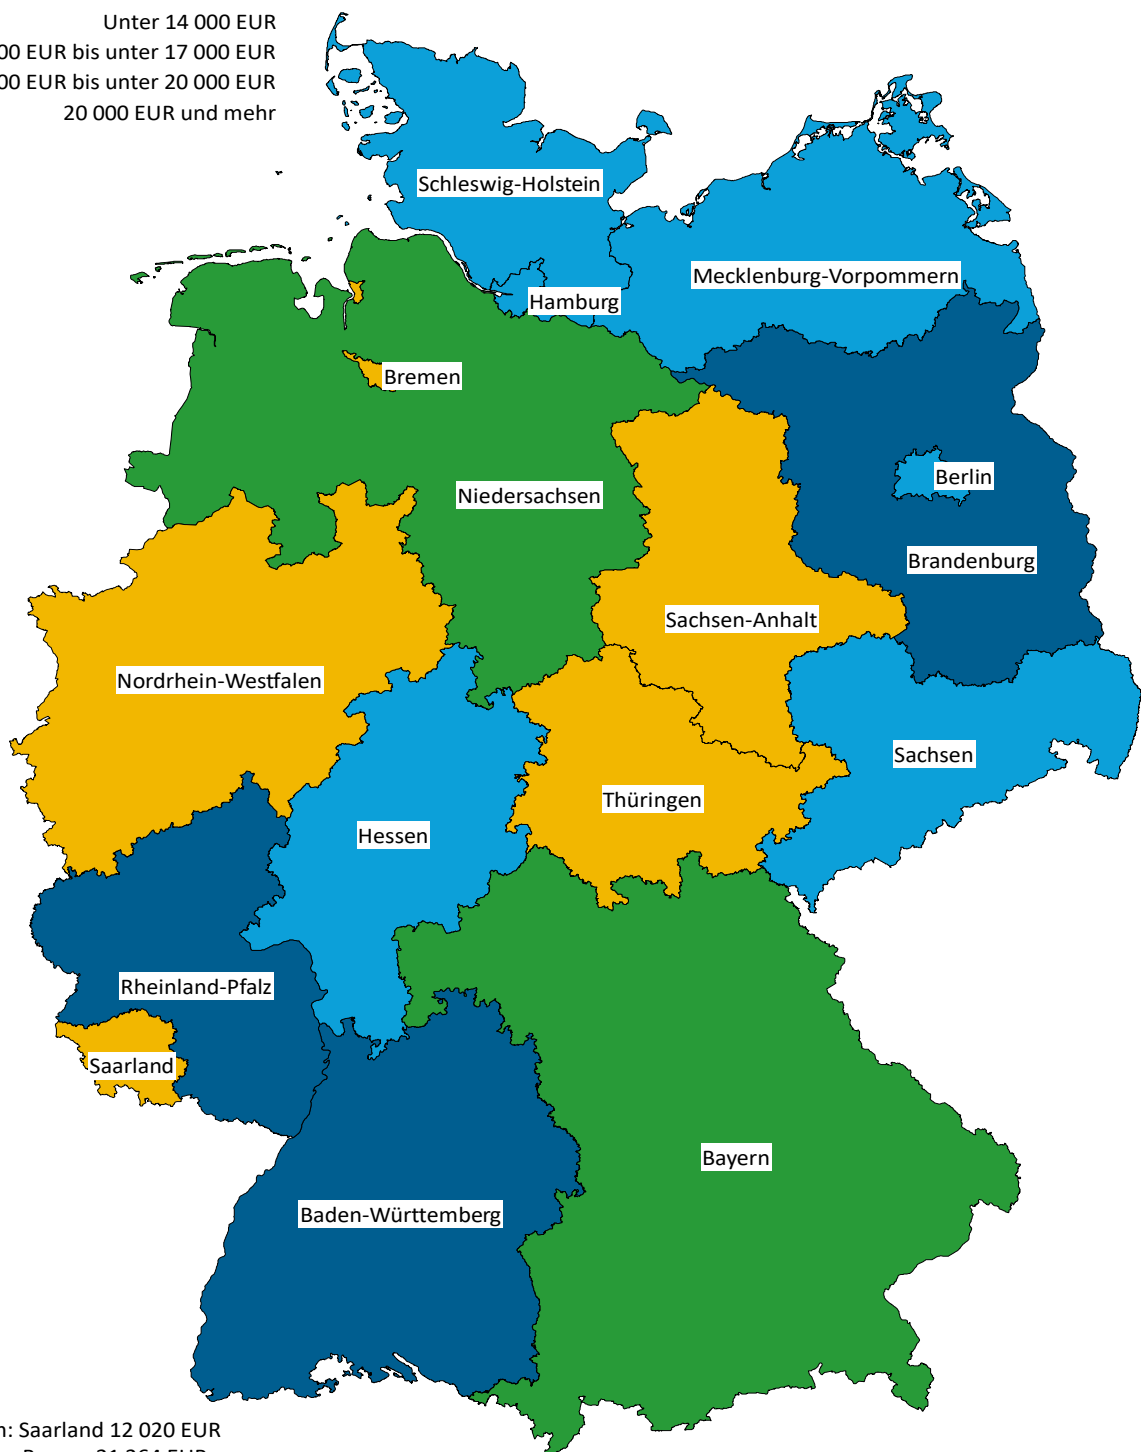 Unter 14 000 EUR
00 EUR bis unter 17 000 EUR
00 EUR bis unter 20 000 EUR
20 000 EUR und mehr
Schleswig-Holstein
Mecklenburg-Vorpommern
Hamburg
Bremen
Berlin
Niedersachsen
Brandenburg
Sachsen-Anhalt
Nordrhein-Westfalen
Sachsen
Thüringen
Hessen
Rheinland-Pfalz
Saarland
Bayern
Baden-Württemberg
n: Saarland 12 020 EUR